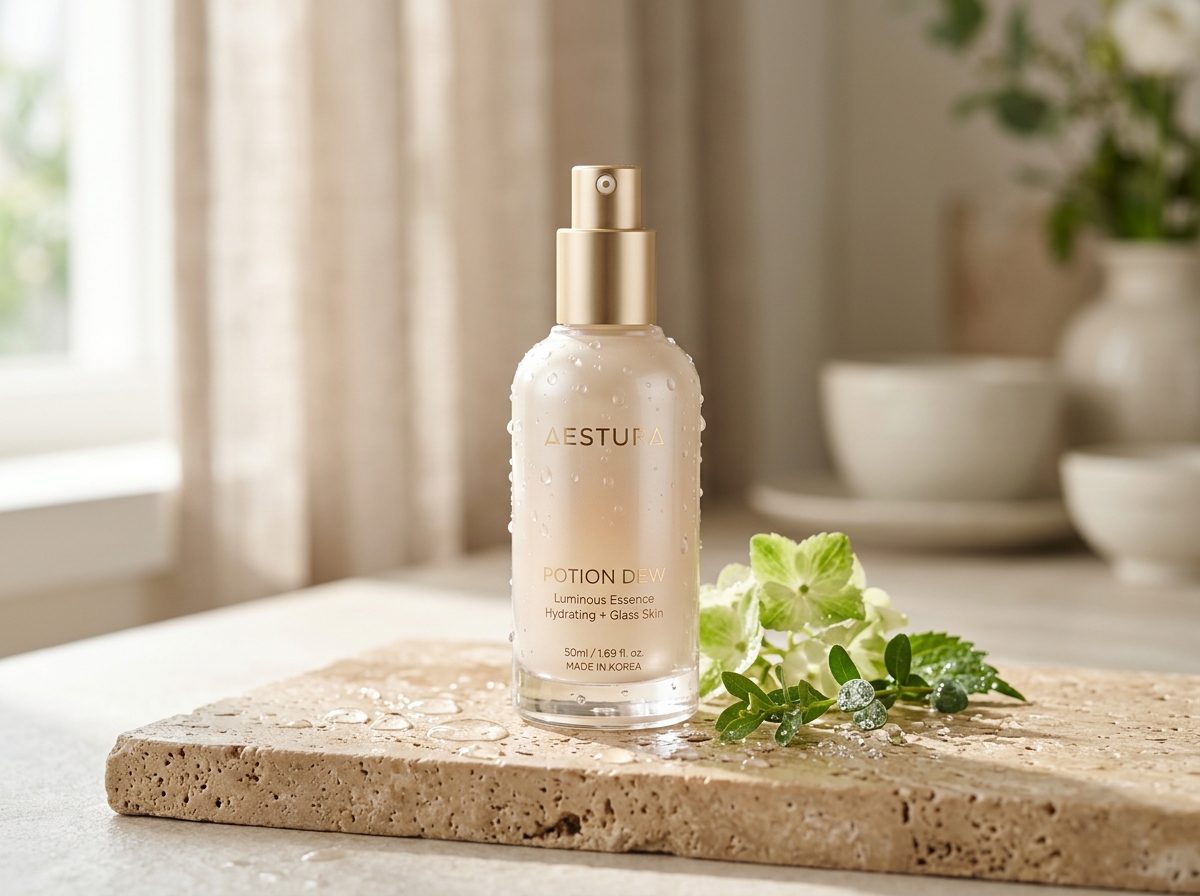 AESTURA
POTION DEW
Luminous Essence
Hydrating + Glass Skin
50ml / 1.69 fl. oz.
MADE IN KOREA